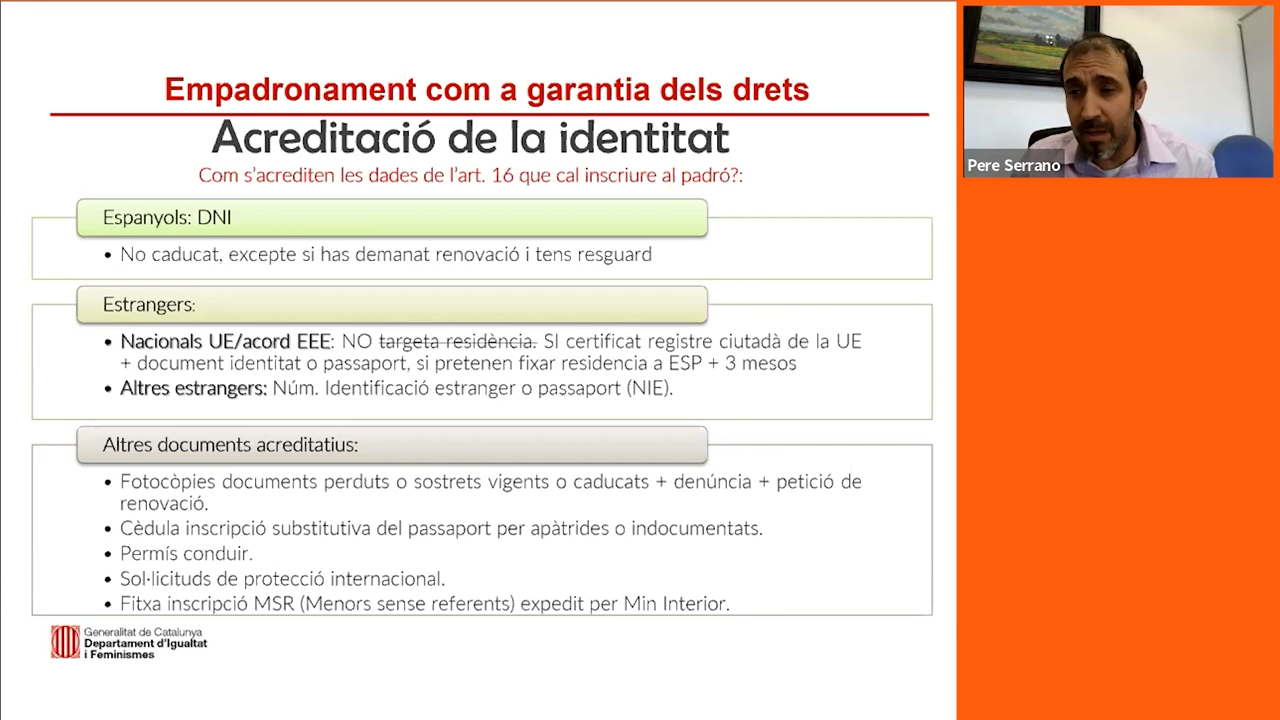 Empadronament com a garantia dels drets
Acreditació de la identitat
Com s'acrediten les dades de l'art. 16 que cal inscriure al padró?:
Espanyols: DNI
• No caducat, excepte si has demanat renovació i tens resguard
Estrangers:
• Nacionals UE/acord EEE: NO targeta residència. SI certificat registre ciutadà de la UE
+ document identitat o passaport, si pretenen fixar residencia a ESP + 3 mesos
• Altres estrangers: Núm. Identificació estranger o passaport (NIE).
Altres documents acreditatius:
• Fotocòpies documents perduts o sostrets vigents o caducats + denúncia + petició de
renovació.
• Cèdula inscripció substitutiva del passaport per apàtrides o indocumentats.
• Permís conduir.
• Sol·licituds de protecció internacional.
• Fitxa inscripció MSR (Menors sense referents) expedit per Min Interior.
Generalitat de Catalunya
Departament d'Igualtat
i Feminismes
Pere Serrano